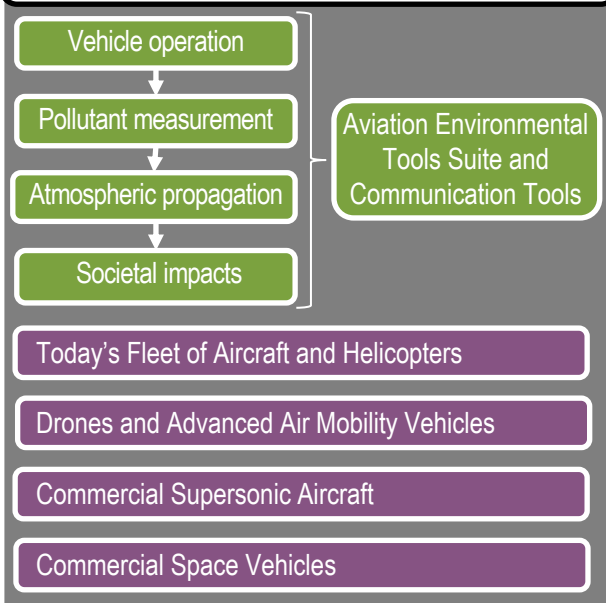 Vehicle operation
Pollutant measurement
Atmospheric propagation
Societal impacts
Aviation Environmental
Tools Suite and
Communication Tools
Today's Fleet of Aircraft and Helicopters
Drones and Advanced Air Mobility Vehicles
Commercial Supersonic Aircraft
Commercial Space Vehicles